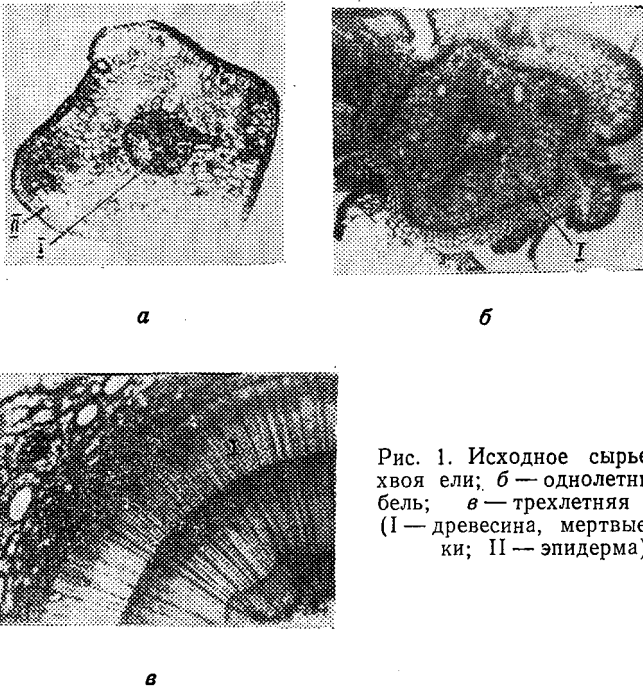 II
I
I
а
б
I
в
Рис. 1. Исходное сырье
хвоя ели; б — однолетни
бель; в — трехлетняя
(I — древесина, мертвые
ки; II — эпидерма)